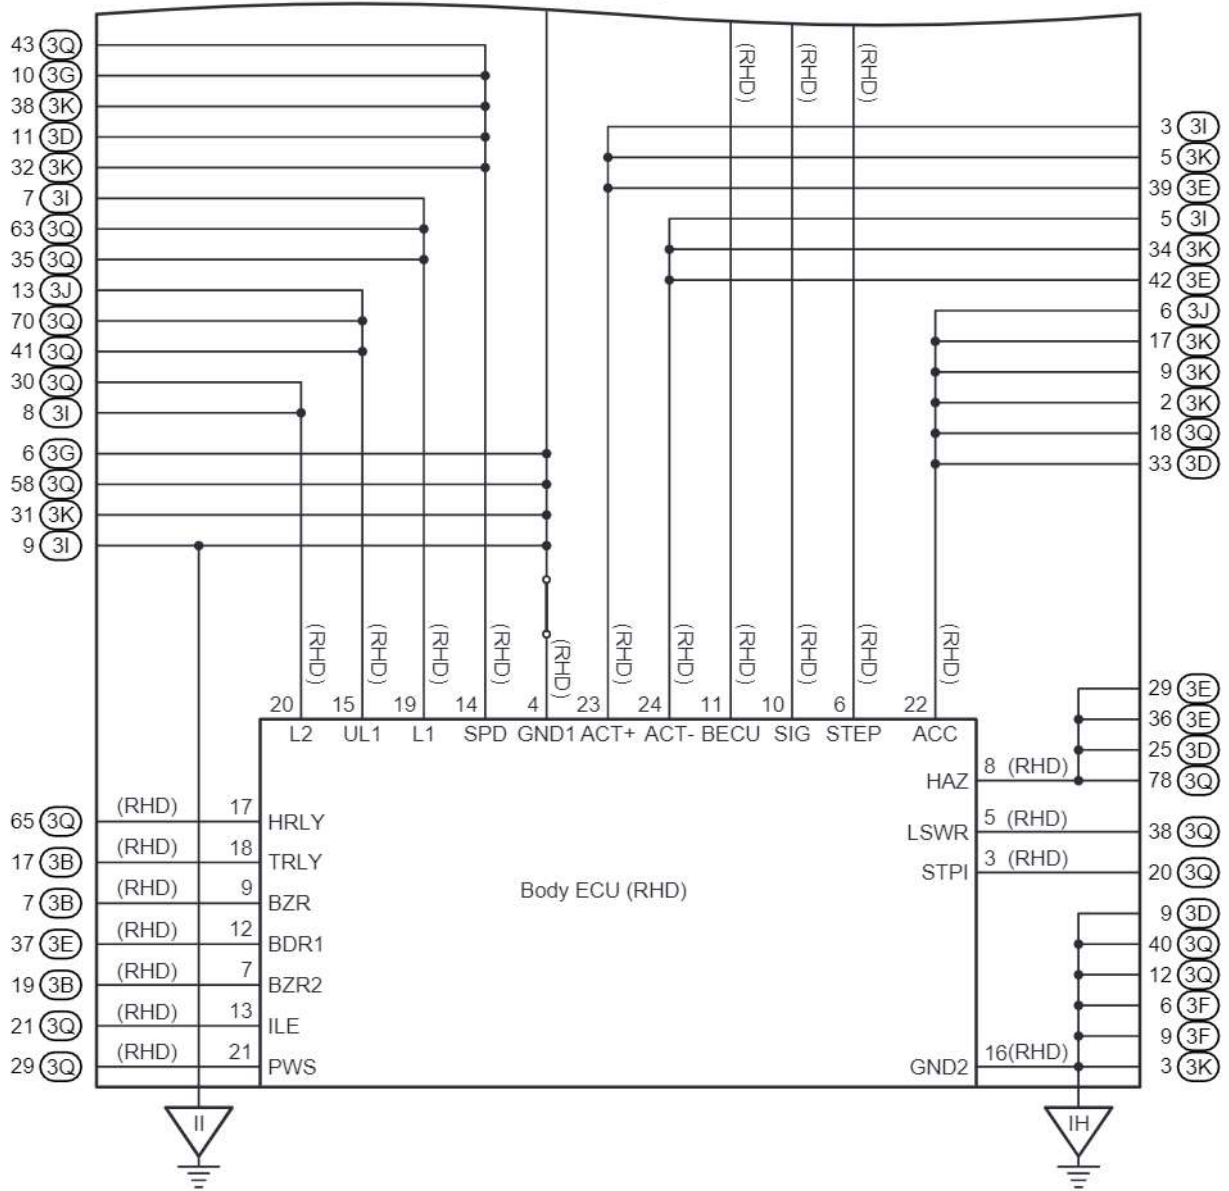 (RHD) (RHD) (RHD)
43 3Q
10 3G
38 3K
11 3D
32 3K
7 3I
63 3Q
35 3Q
13 3J
70 3Q
41 3Q
30 3Q
8 3I
6 3G
58 3Q
31 3K
9 3I
3 3I
5 3K
39 3E
5 3I
34 3K
42 3E
6 3J
17 3K
9 3K
2 3K
18 3Q
33 3D
(RHD) (RHD) (RHD) (RHD) (RHD) (RHD) (RHD) (RHD) (RHD) (RHD) (RHD)
20 15 19 14 4 23 24 11 10 6 22
L2 UL1 L1 SPD GND1 ACT+ ACT- BECU SIG STEP ACC
65 3Q (RHD) 17 HRLY
17 3B (RHD) 18 TRLY
7 3B (RHD) 9 BZR
37 3E (RHD) 12 BDR1
19 3B (RHD) 7 BZR2
21 3Q (RHD) 13 ILE
29 3Q (RHD) 21 PWS
Body ECU (RHD)
29 3E
36 3E
25 3D
HAZ 8 (RHD) 78 3Q
LSWR 5 (RHD) 38 3Q
STPI 3 (RHD) 20 3Q
9 3D
40 3Q
12 3Q
6 3F
9 3F
GND2 16(RHD) 3 3K
II IH